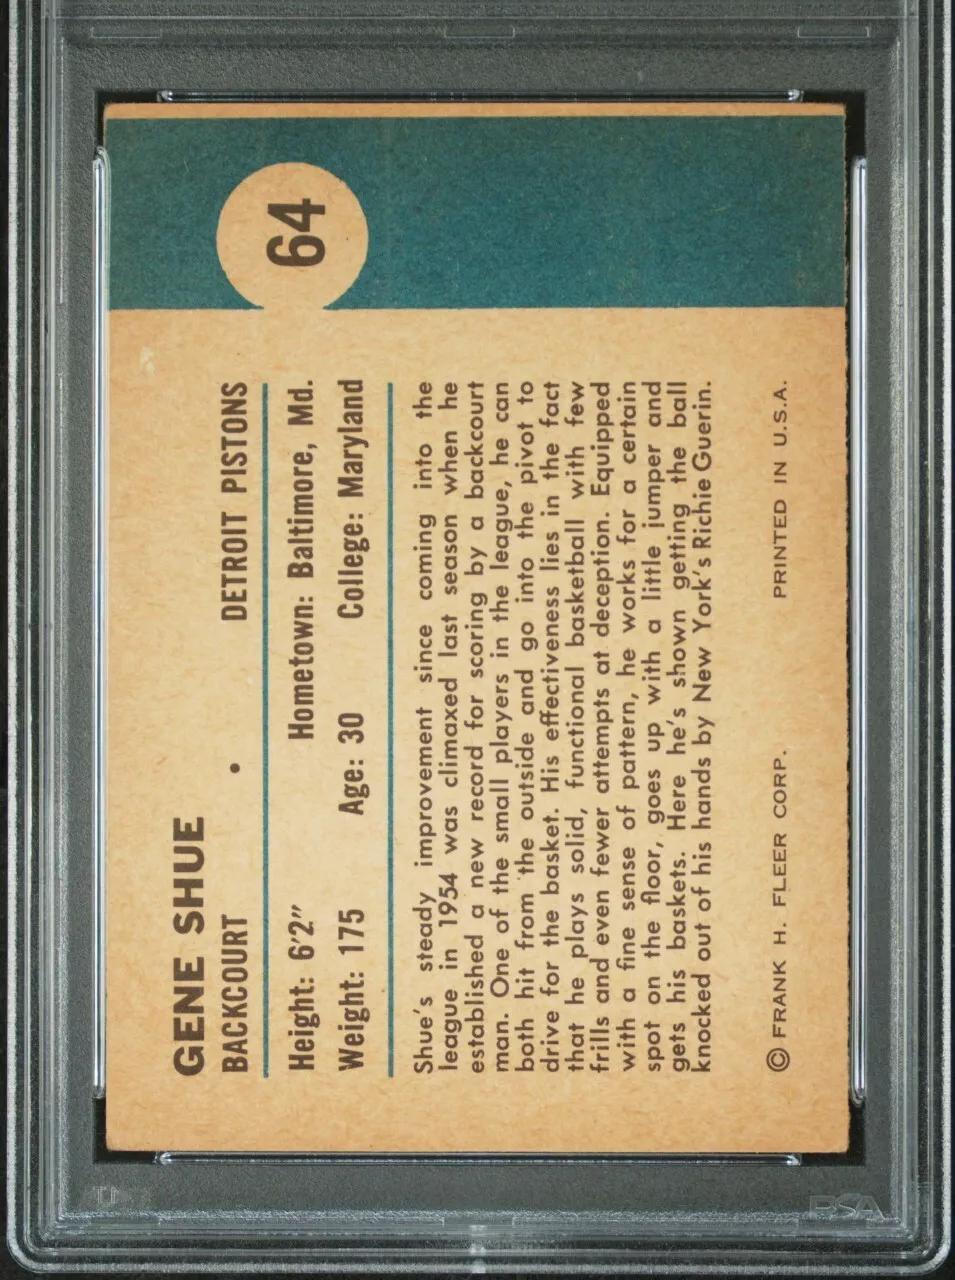 64
GENE SHUE
BACKCOURT • DETROIT PISTONS
Height: 6'2" Hometown: Baltimore, Md.
Weight: 175 Age: 30 College: Maryland
Shue's steady improvement since coming into the
league in 1954 was climaxed last season when he
established a new record for scoring by a backcourt
man. One of the small players in the league, he can
both hit from the outside and go into the pivot to
drive for the basket. His effectiveness lies in the fact
that he plays solid, functional basketball with few
frills and even fewer attempts at deception. Equipped
with a fine sense of pattern, he works for a certain
spot on the floor, goes up with a little jumper and
gets his baskets. Here he's shown getting the ball
knocked out of his hands by New York's Richie Guerin.
© FRANK H. FLEER CORP. PRINTED IN U.S.A.
PSA